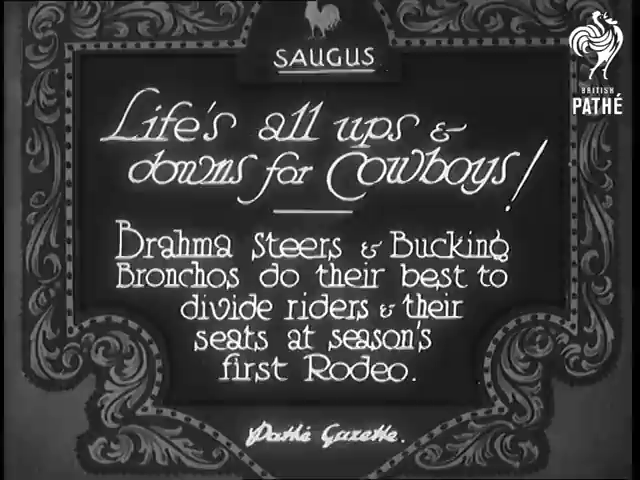 SAUGUS
BRITISH
PATHÉ
Life's all ups &
downs for Cowboys!
Brahma Steers & Bucking
Bronchos do their best to
divide riders & their
seats at season's
first Rodeo.
Pathé Gazette.